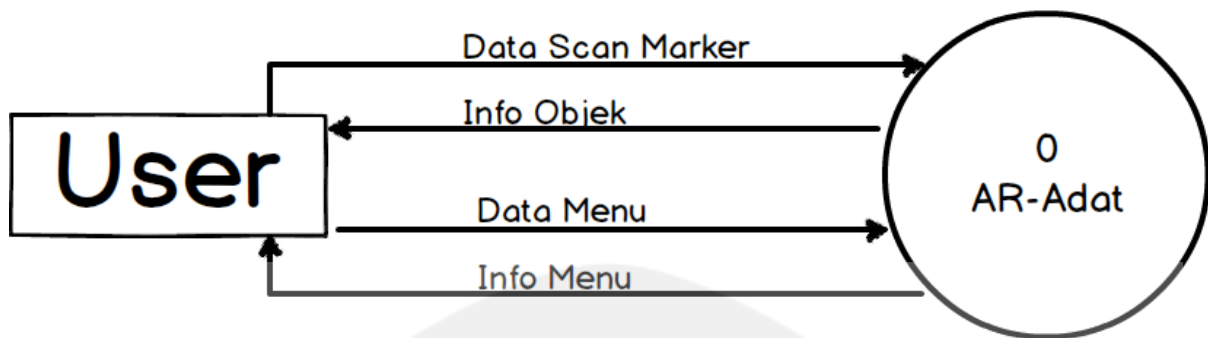 Data Scan Marker
Info Objek
User
0
AR-Adat
Data Menu
Info Menu